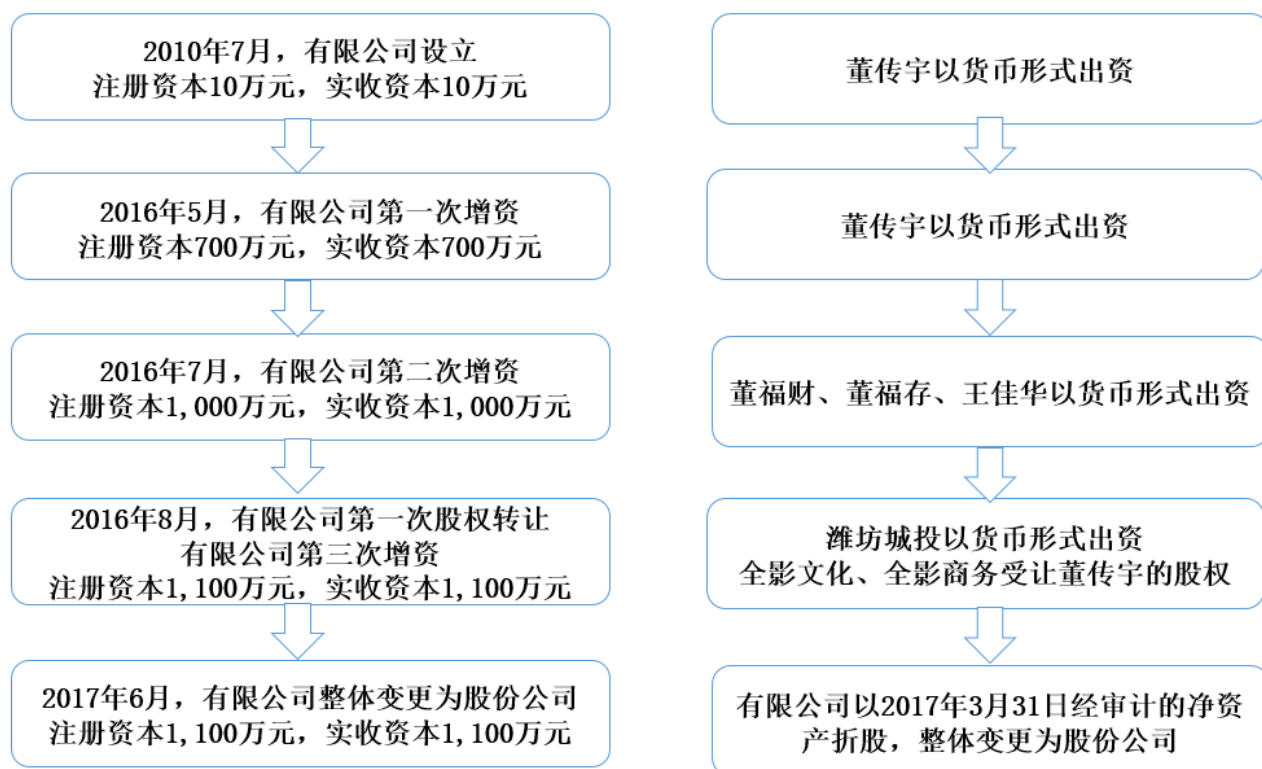 2010年7月，有限公司设立
注册资本10万元，实收资本10万元
董传宇以货币形式出资
2016年5月，有限公司第一次增资
注册资本700万元，实收资本700万元
董传宇以货币形式出资
2016年7月，有限公司第二次增资
注册资本1,000万元，实收资本1,000万元
董福财、董福存、王佳华以货币形式出资
2016年8月，有限公司第一次股权转让
有限公司第三次增资
注册资本1,100万元，实收资本1,100万元
潍坊城投以货币形式出资
全影文化、全影商务受让董传宇的股权
2017年6月，有限公司整体变更为股份公司
注册资本1,100万元，实收资本1,100万元
有限公司以2017年3月31日经审计的净资
产折股，整体变更为股份公司